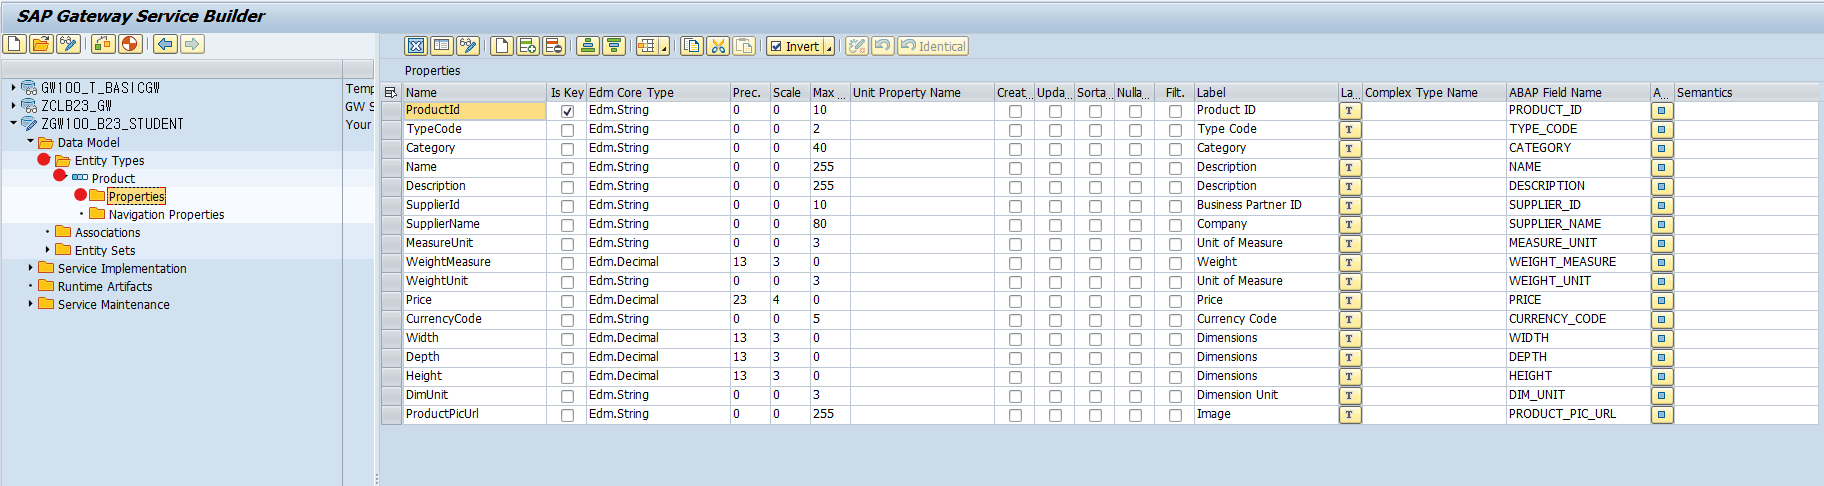 SAP Gateway Service Builder
Invert
Identical
GW100_T_BASICGW Temp
ZCLB23_GW GW S
ZGW100_B23_STUDENT Your
Data Model
Entity Types
Product
Properties
Navigation Properties
Associations
Entity Sets
Service Implementation
Runtime Artifacts
Service Maintenance
Properties
Name Is Key Edm Core Type Prec. Scale Max ... Unit Property Name Creat... Upda... Sorta... Nulla... Filt. Label La... Complex Type Name ABAP Field Name A... Semantics
ProductId Edm.String 0 0 10 Product ID T PRODUCT_ID
TypeCode Edm.String 0 0 2 Type Code T TYPE_CODE
Category Edm.String 0 0 40 Category T CATEGORY
Name Edm.String 0 0 255 Description T NAME
Description Edm.String 0 0 255 Description T DESCRIPTION
SupplierId Edm.String 0 0 10 Business Partner ID T SUPPLIER_ID
SupplierName Edm.String 0 0 80 Company T SUPPLIER_NAME
MeasureUnit Edm.String 0 0 3 Unit of Measure T MEASURE_UNIT
WeightMeasure Edm.Decimal 13 3 0 Weight T WEIGHT_MEASURE
WeightUnit Edm.String 0 0 3 Unit of Measure T WEIGHT_UNIT
Price Edm.Decimal 23 4 0 Price T PRICE
CurrencyCode Edm.String 0 0 5 Currency Code T CURRENCY_CODE
Width Edm.Decimal 13 3 0 Dimensions T WIDTH
Depth Edm.Decimal 13 3 0 Dimensions T DEPTH
Height Edm.Decimal 13 3 0 Dimensions T HEIGHT
DimUnit Edm.String 0 0 3 Dimension Unit T DIM_UNIT
ProductPicUrl Edm.String 0 0 255 Image T PRODUCT_PIC_URL